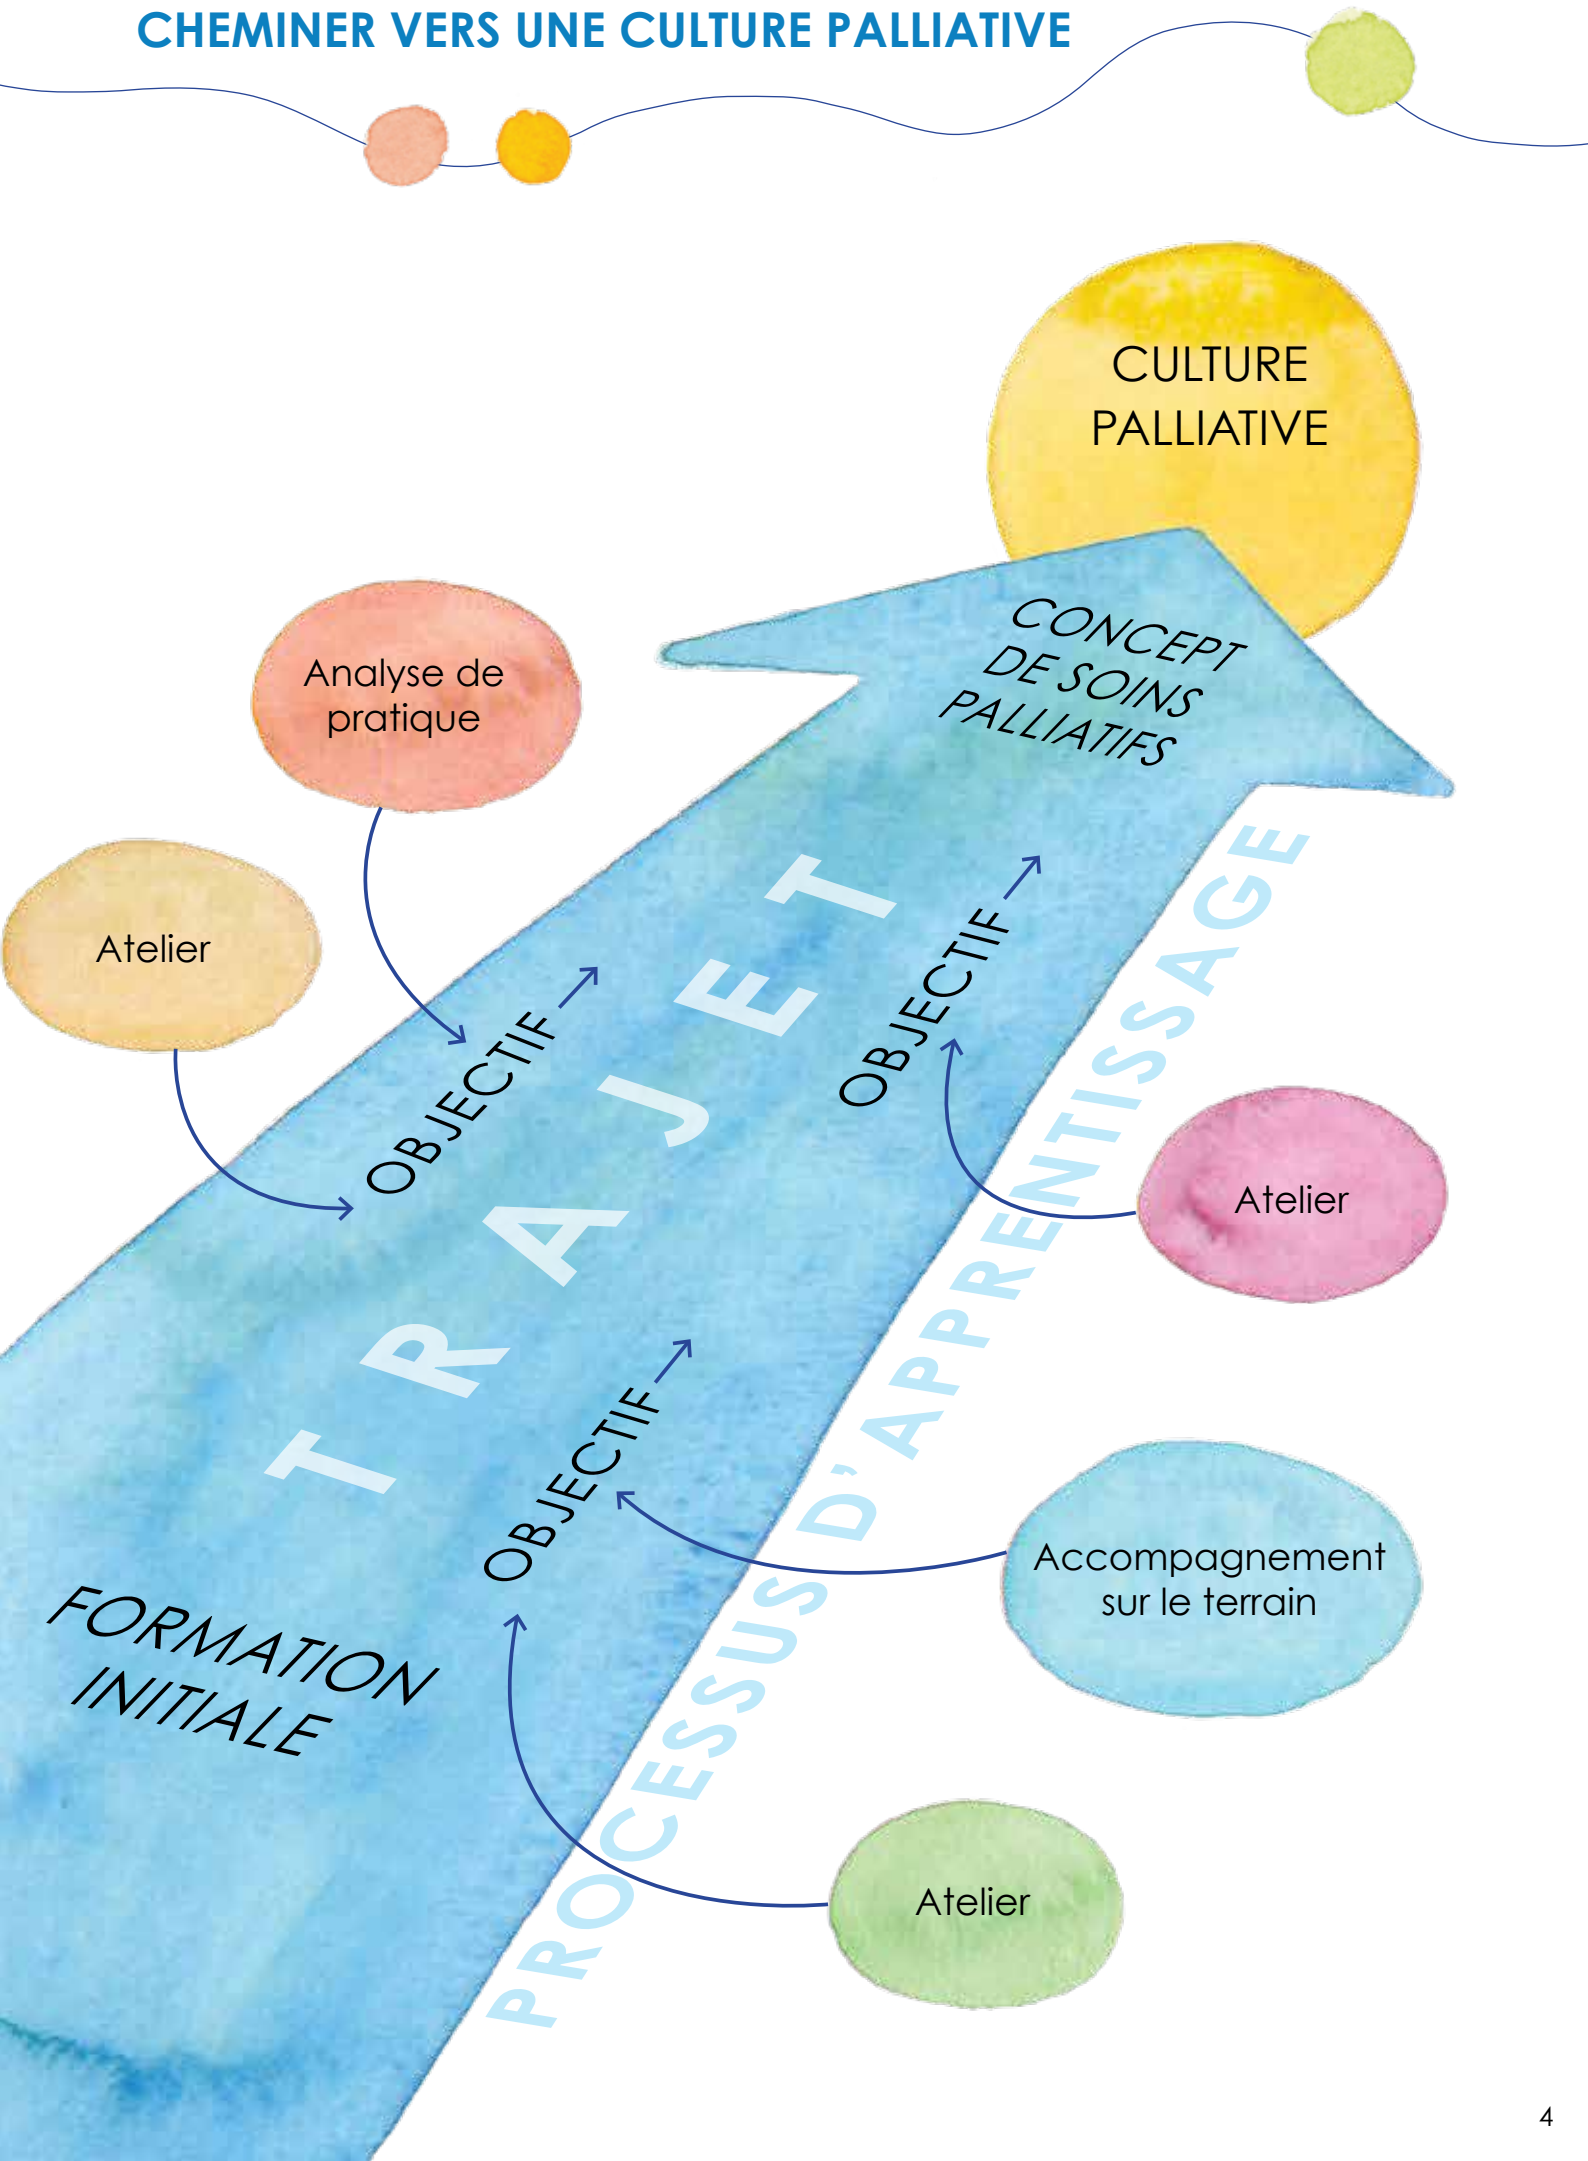 CHEMINER VERS UNE CULTURE PALLIATIVE
CULTURE
PALLIATIVE
CONCEPT
DE SOINS
PALLIATIFS
Analyse de
pratique
Atelier
OBJECTIF
OBJECTIF
TRAJET
PROCESSUS D'APPRENTISSAGE
Atelier
OBJECTIF
Accompagnement
sur le terrain
FORMATION
INITIALE
Atelier
4